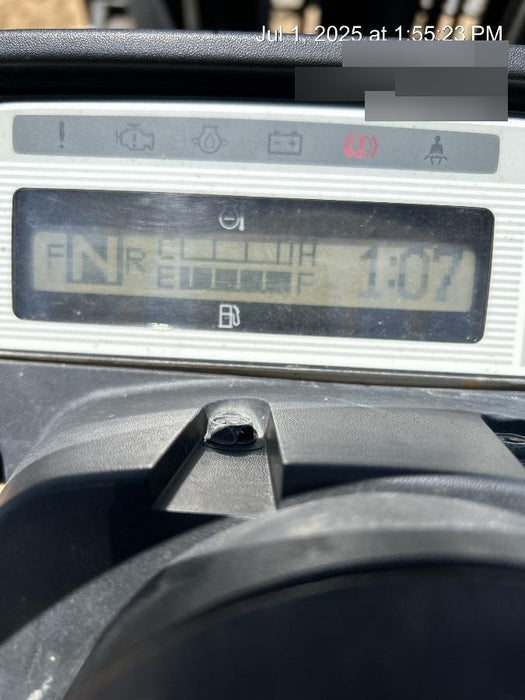 Jul 1, 2025 at 1:55:23 PM
L H
F N R 1:07
E F